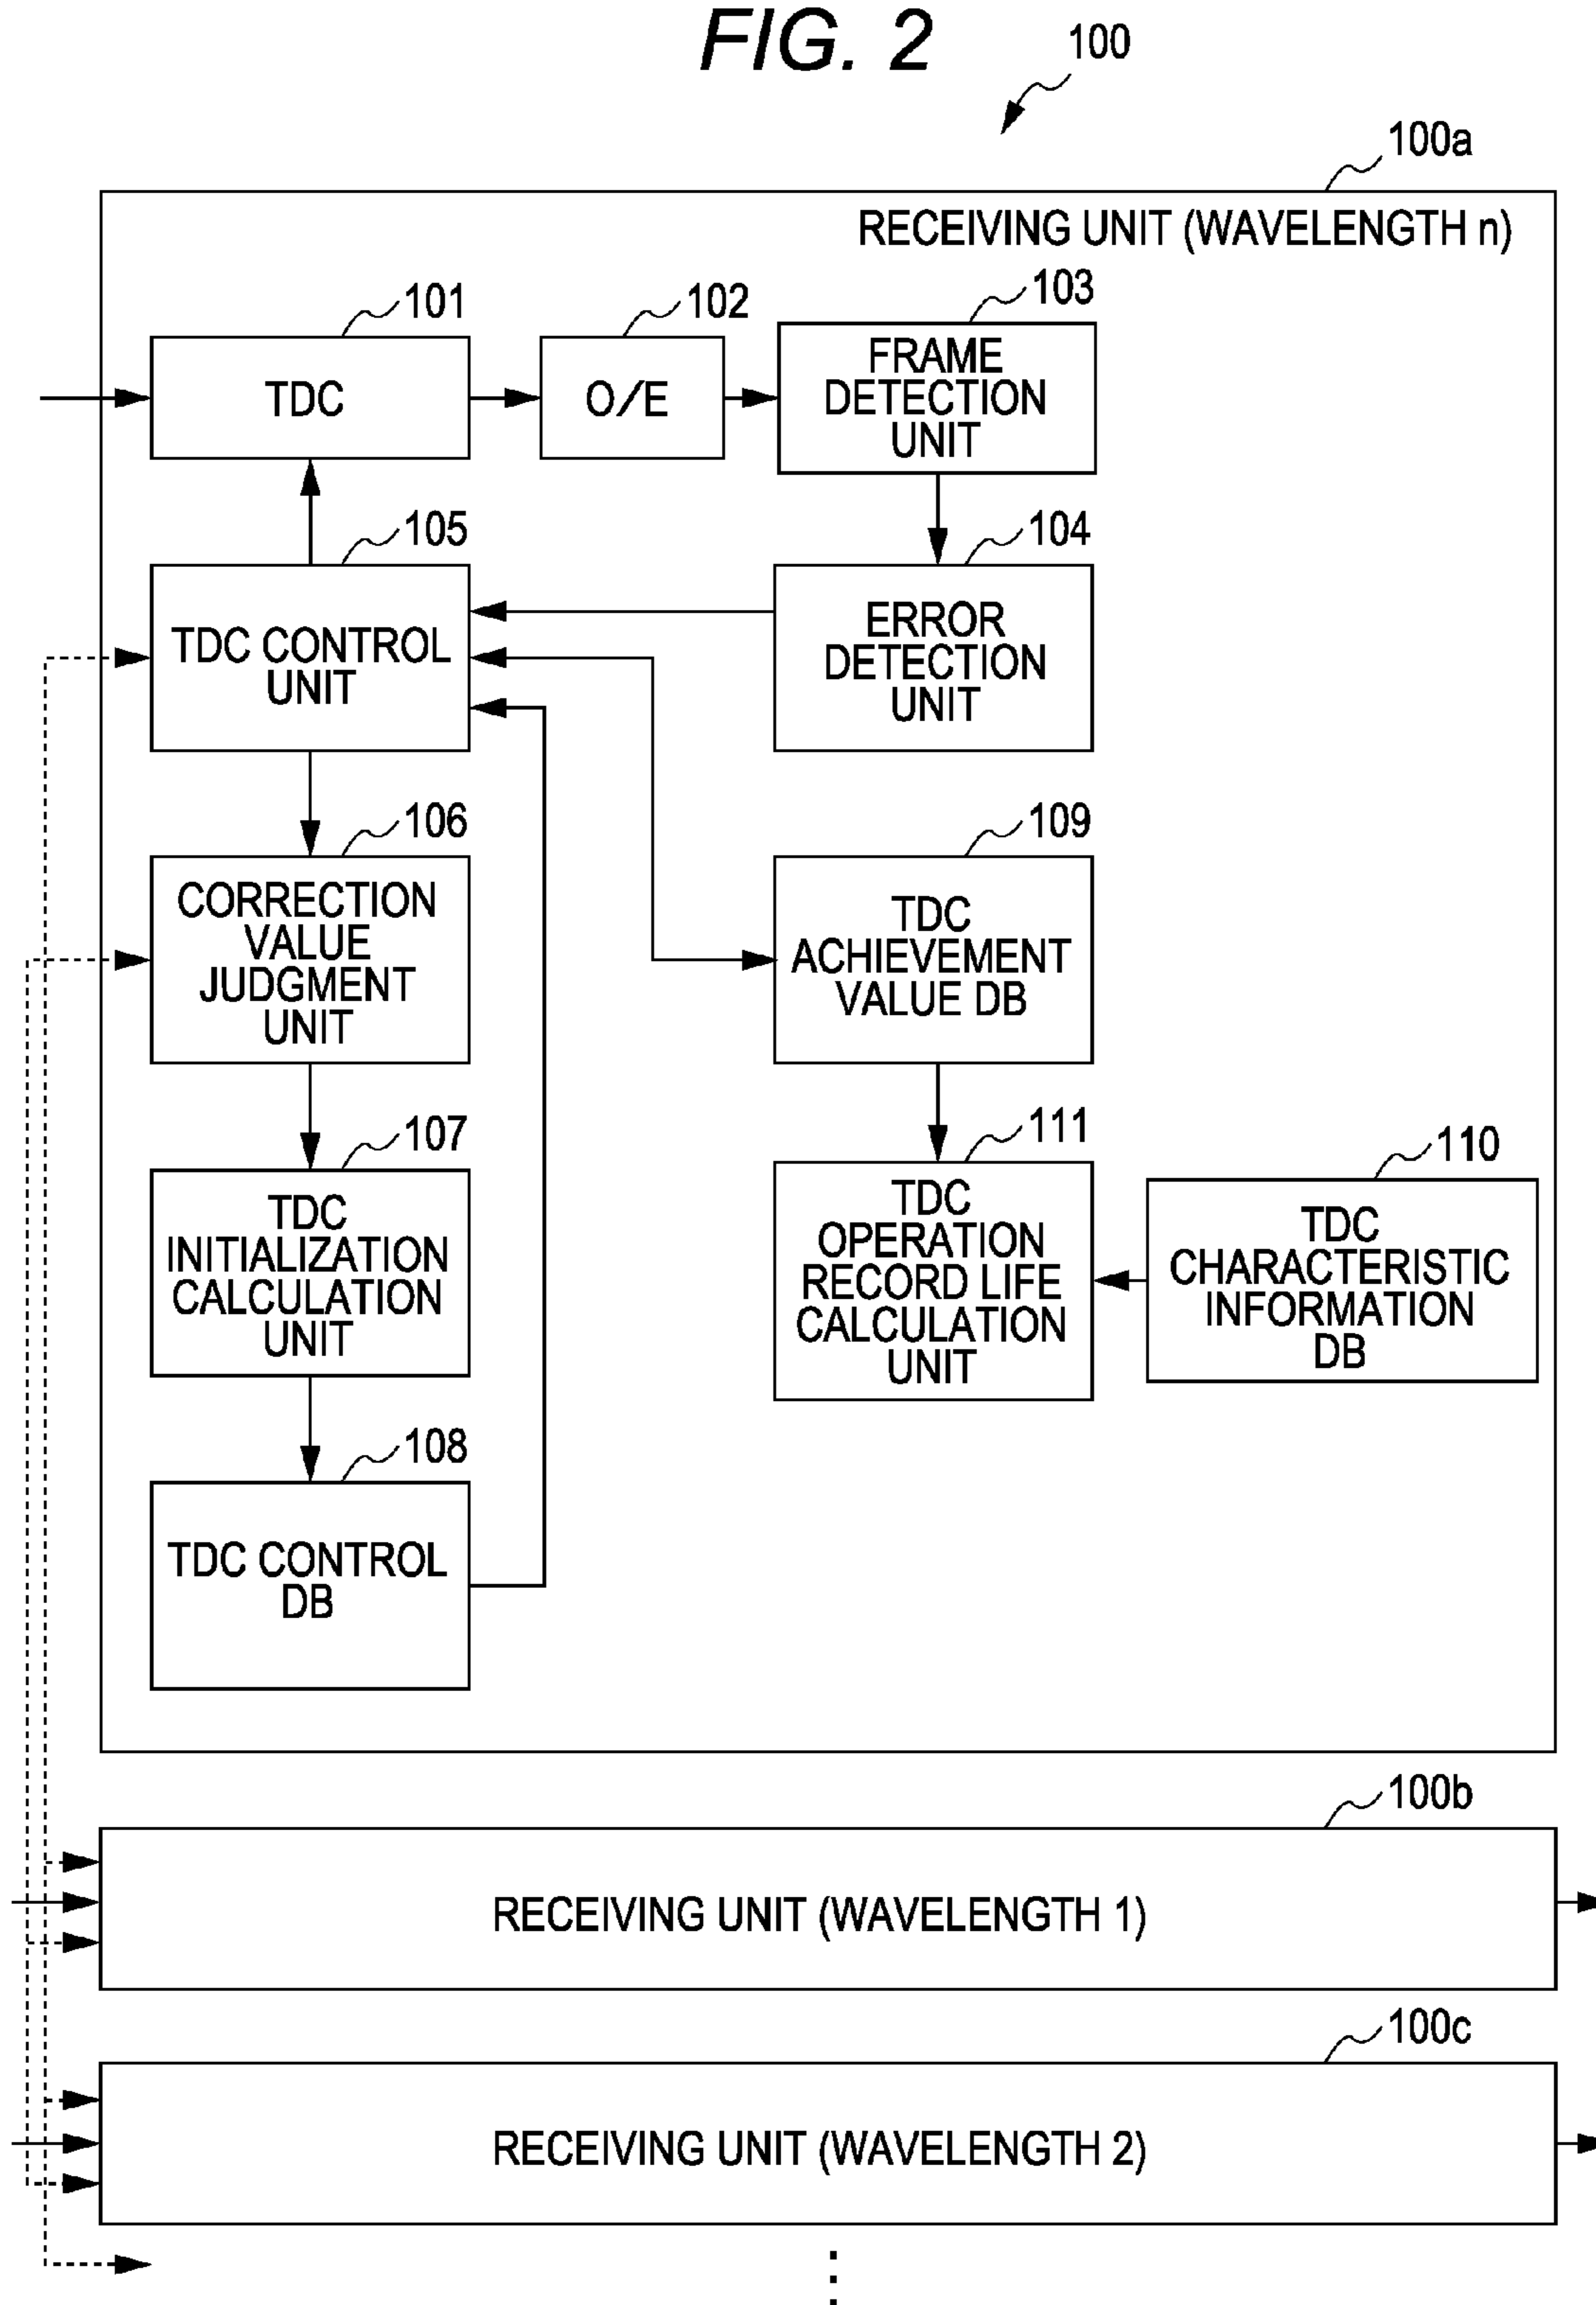 FIG. 2
100
100a
RECEIVING UNIT (WAVELENGTH n)
101
TDC
102
O/E
103
FRAME
DETECTION
UNIT
105
TDC CONTROL
UNIT
104
ERROR
DETECTION
UNIT
106
CORRECTION
VALUE
JUDGMENT
UNIT
109
TDC
ACHIEVEMENT
VALUE DB
107
TDC
INITIALIZATION
CALCULATION
UNIT
111
TDC
OPERATION
RECORD LIFE
CALCULATION
UNIT
110
TDC
CHARACTERISTIC
INFORMATION
DB
108
TDC CONTROL
DB
100b
RECEIVING UNIT (WAVELENGTH 1)
100c
RECEIVING UNIT (WAVELENGTH 2)